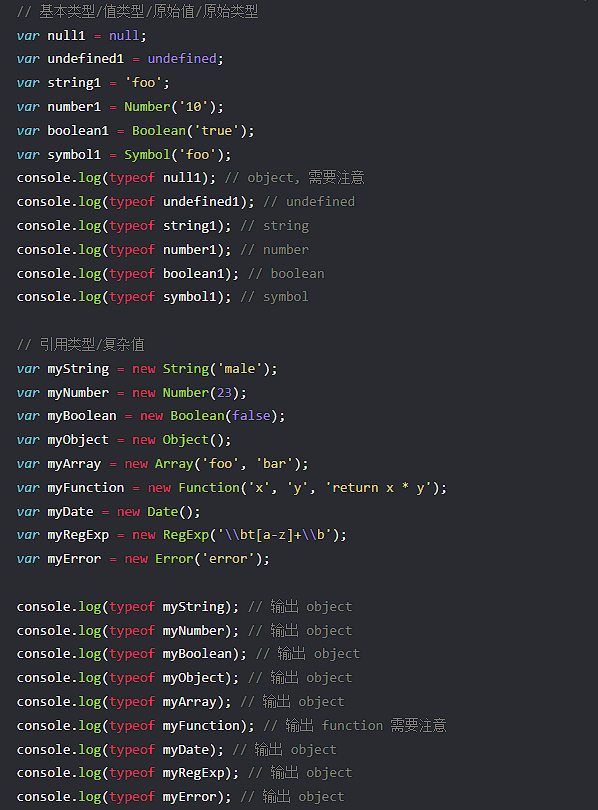 // 基本类型/值类型/原始值/原始类型
var null1 = null;
var undefined1 = undefined;
var string1 = 'foo';
var number1 = Number('10');
var boolean1 = Boolean('true');
var symbol1 = Symbol('foo');
console.log(typeof null1); // object, 需要注意
console.log(typeof undefined1); // undefined
console.log(typeof string1); // string
console.log(typeof number1); // number
console.log(typeof boolean1); // boolean
console.log(typeof symbol1); // symbol

// 引用类型/复杂值
var myString = new String('male');
var myNumber = new Number(23);
var myBoolean = new Boolean(false);
var myObject = new Object();
var myArray = new Array('foo', 'bar');
var myFunction = new Function('x', 'y', 'return x * y');
var myDate = new Date();
var myRegExp = new RegExp('\\bt[a-z]+\\b');
var myError = new Error('error');

console.log(typeof myString); // 输出 object
console.log(typeof myNumber); // 输出 object
console.log(typeof myBoolean); // 输出 object
console.log(typeof myObject); // 输出 object
console.log(typeof myArray); // 输出 object
console.log(typeof myFunction); // 输出 function 需要注意
console.log(typeof myDate); // 输出 object
console.log(typeof myRegExp); // 输出 object
console.log(typeof myError); // 输出 object